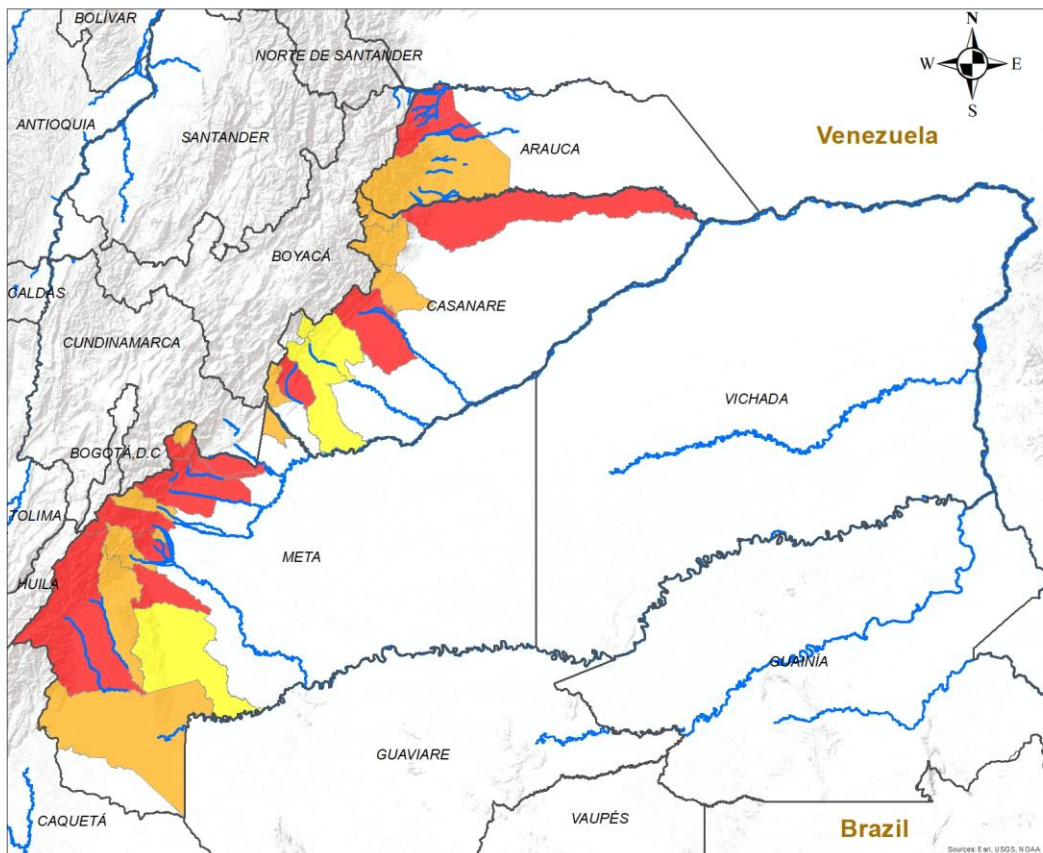 BOLÍVAR
NORTE DE SANTANDER
N
W E
S
ANTIOQUIA
SANTANDER
ARAUCA
Venezuela
BOYACÁ
CALDAS
CASANARE
CUNDINAMARCA
VICHADA
BOGOTÁ,D.C
TOLIMA
META
HUILA
GUAINÍA
GUAVIARE
CAQUETÁ
VAUPÉS
Brazil
Sources: Esri, USGS, NOAA